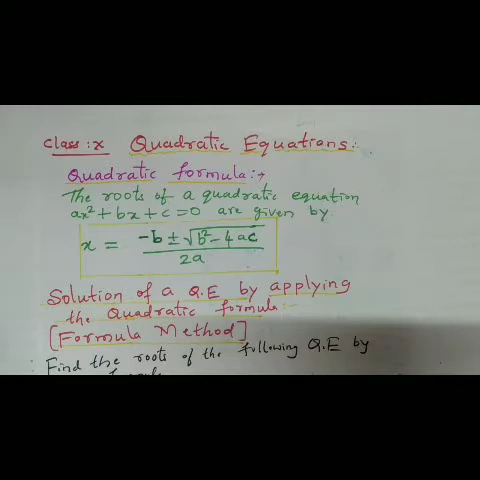 Class : X Quadratic Equations :
Quadratic formula :→
The roots of a quadratic equation
ax² + bx + c = 0 are given by.
x = -b ± √b² - 4ac / 2a
Solution of a Q.E by applying
the Quadratic formula :-
[Formula Method]
Find the roots of the following Q.E by